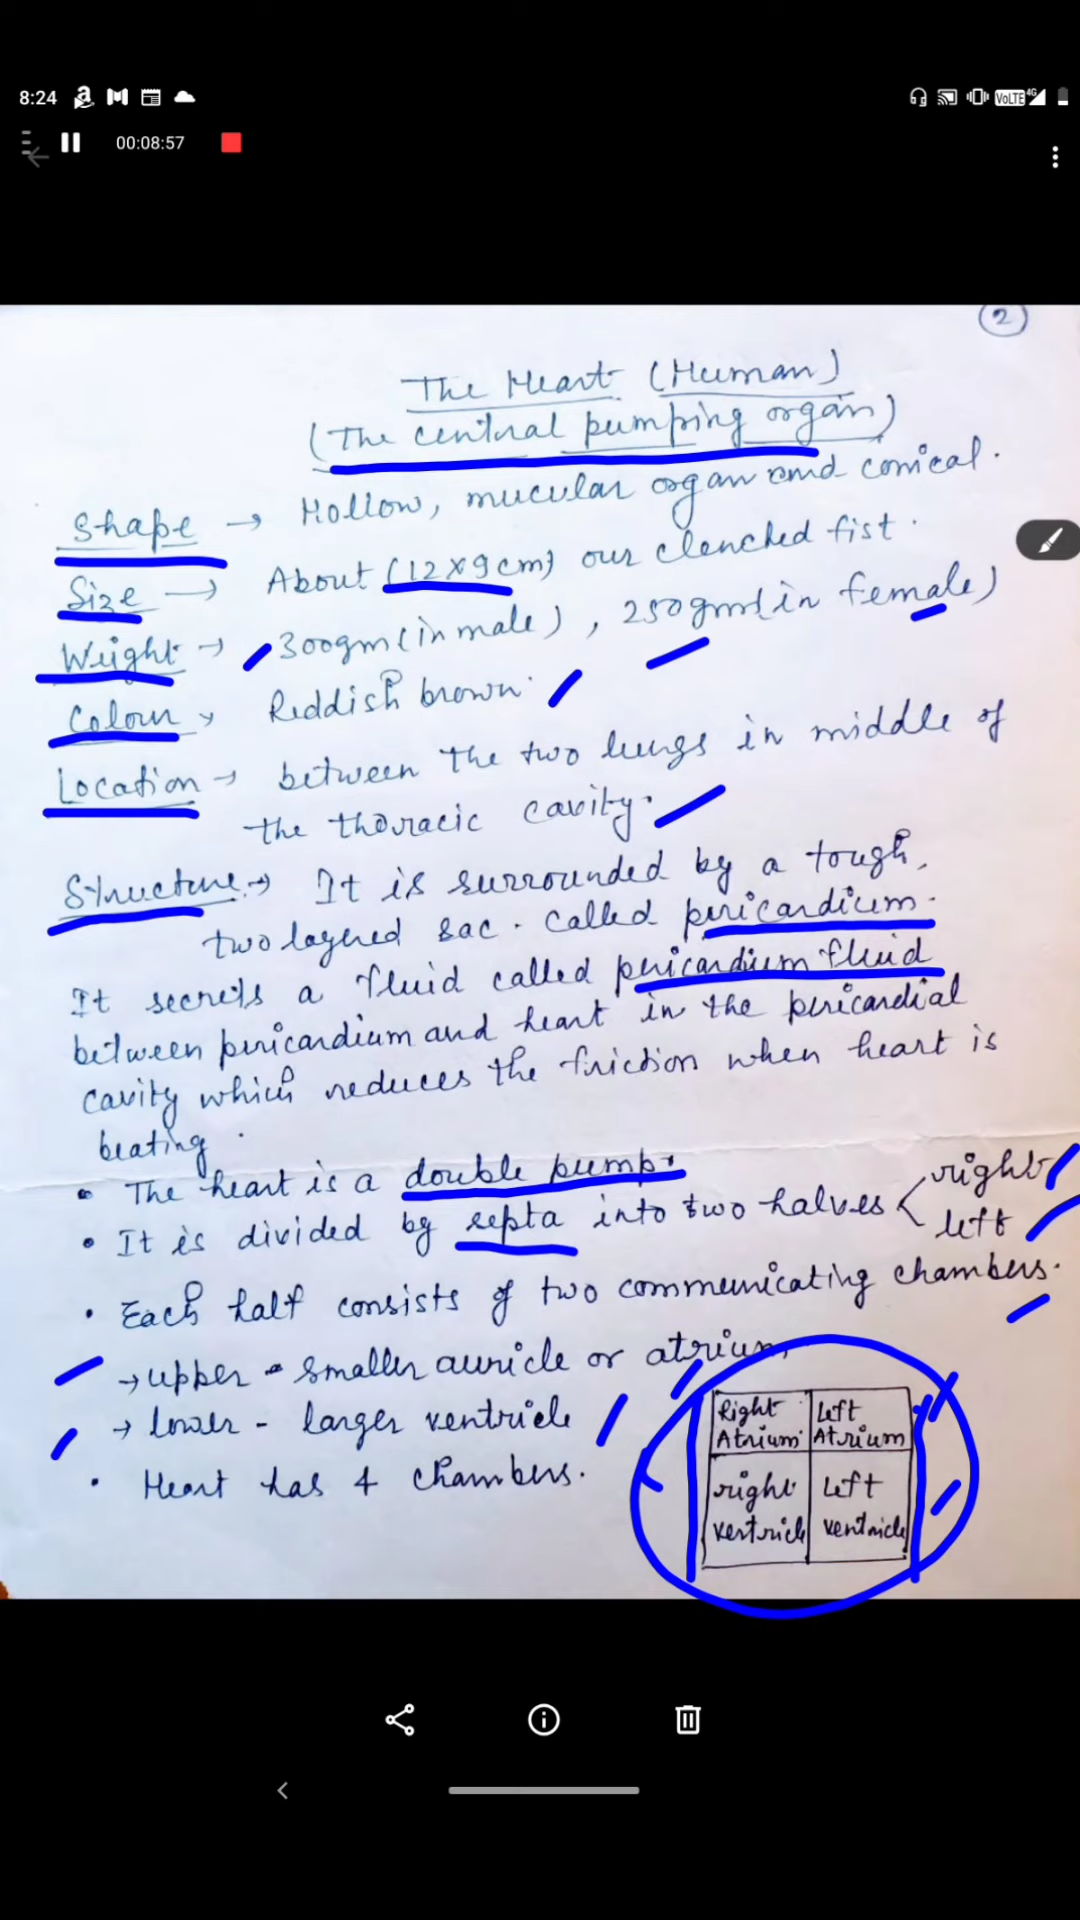 8:24
VoLTE 4G
00:08:57
2
The Heart (Human)
(The central pumping organ)
Shape → Hollow, mucular organ and conical.
Size → About (12x9cm) our clenched fist.
Weight → 300gm (in male), 250gm (in female)
Colour → Reddish brown.
Location → between the two lungs in middle of
the thoracic cavity.
Structure → It is surrounded by a tough,
two layered sac. called pericardium.
It secrets a fluid called pericardium fluid
between pericardium and heart in the pericardial
cavity which reduces the friction when heart is
beating.
• The heart is a double pump.
• It is divided by septa into two halves < right
left
• Each half consists of two communicating chambers.
→ upper - smaller auricle or atrium
→ lower - larger ventricle
• Heart has 4 chambers.
Right Atrium
Left Atrium
right ventricle
Left ventricle